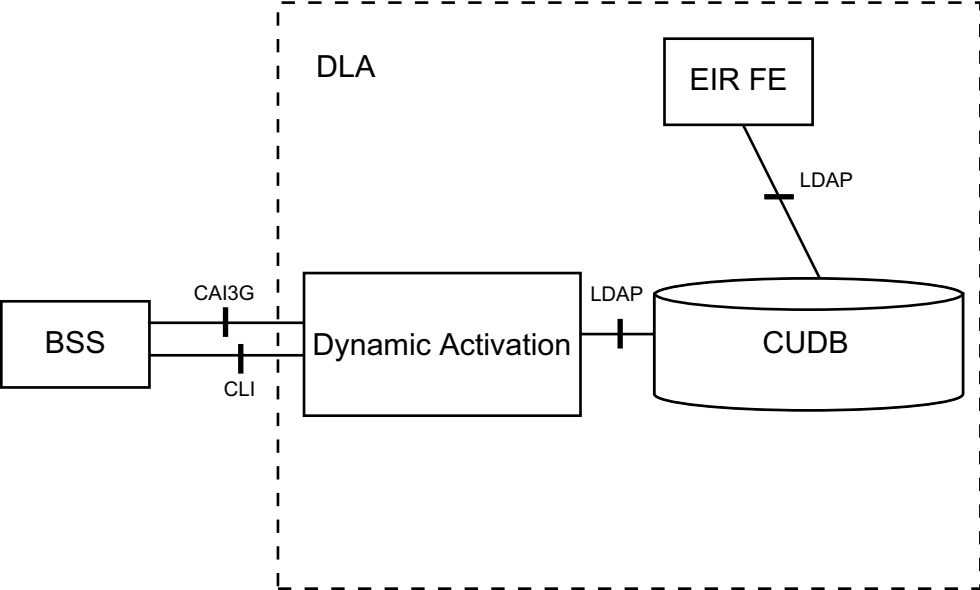 DLA
EIR FE
LDAP
CAI3G
LDAP
BSS
Dynamic Activation
CUDB
CLI